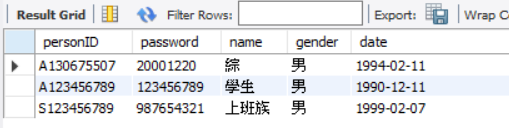 Result Grid Filter Rows: Export: Wrap C
personID password name gender date
A130675507 20001220 綜 男 1994-02-11
A123456789 123456789 學生 男 1990-12-11
S123456789 987654321 上班族 男 1999-02-07